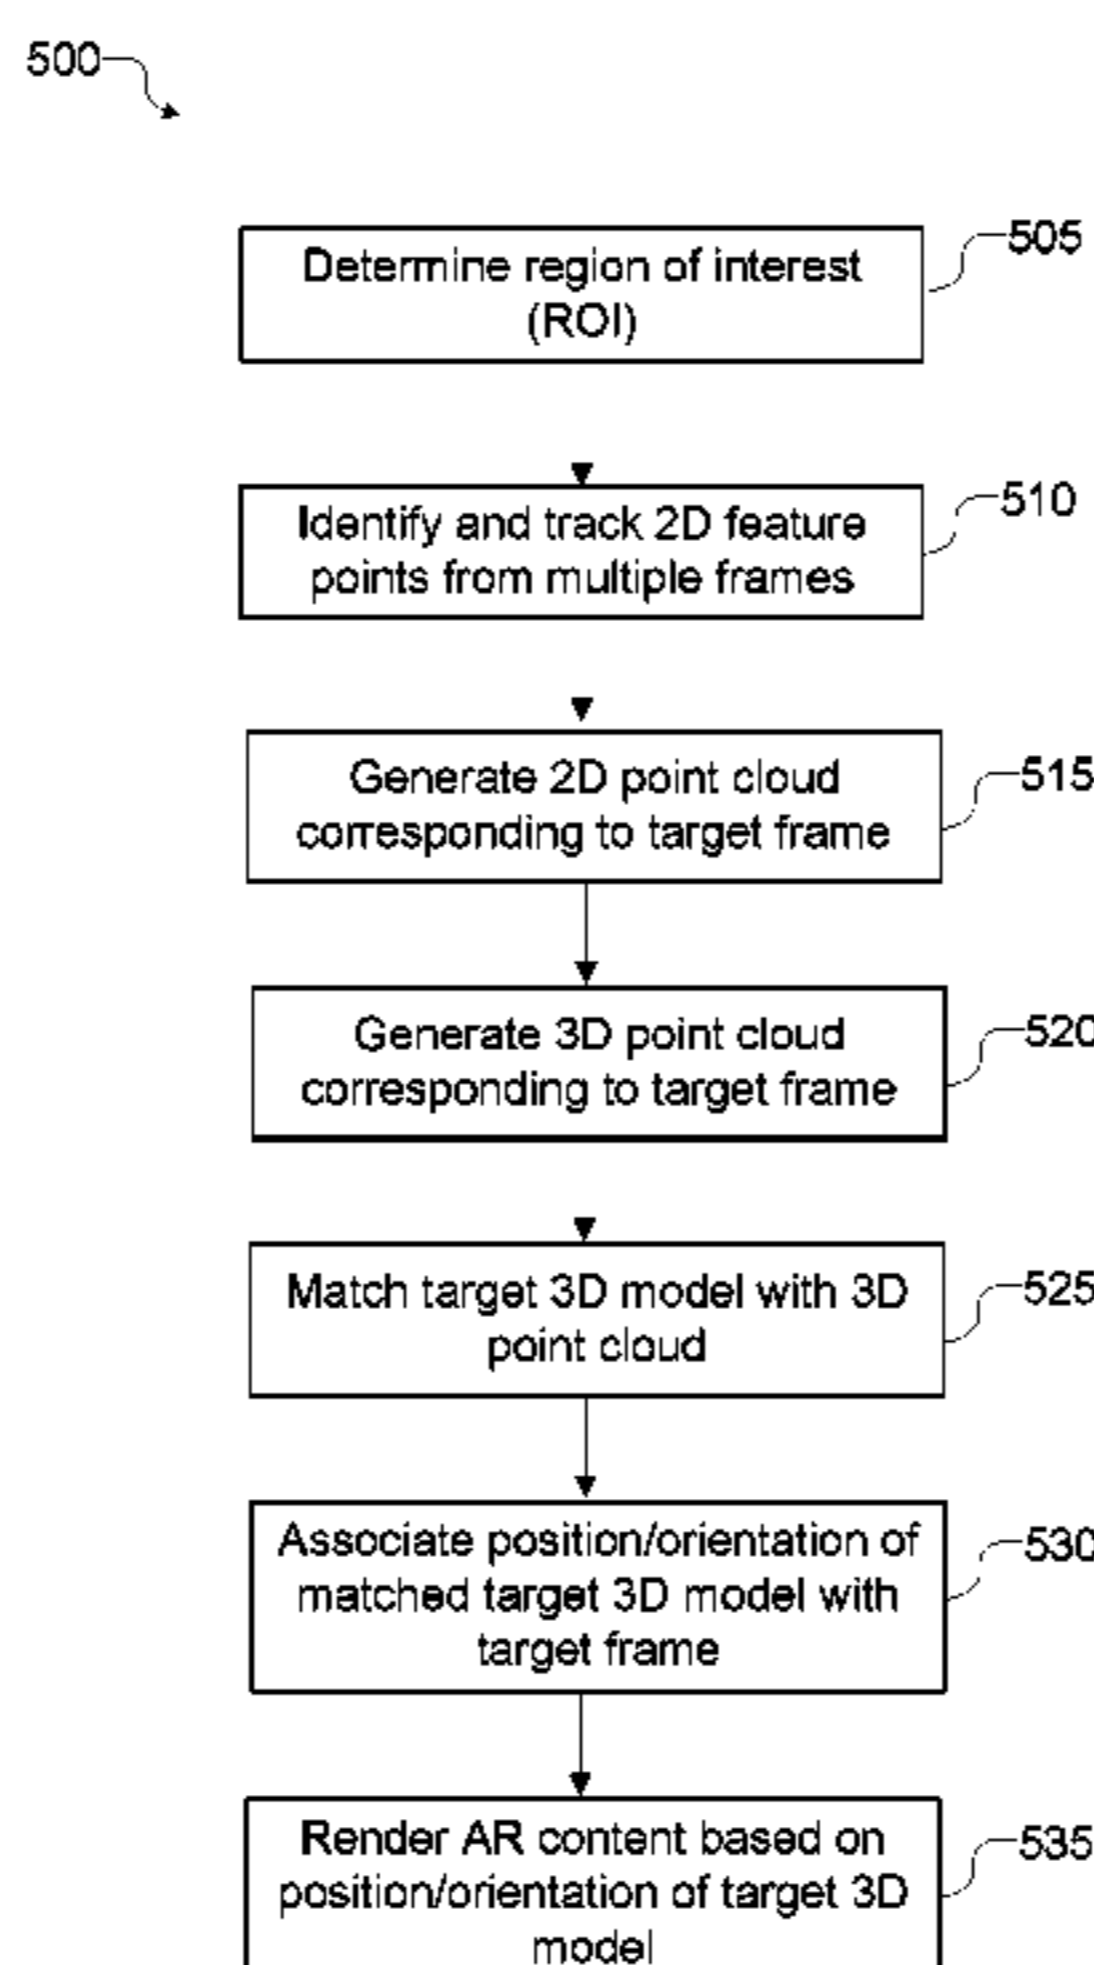 500
Determine region of interest
(ROI)
505
Identify and track 2D feature
points from multiple frames
510
Generate 2D point cloud
corresponding to target frame
515
Generate 3D point cloud
corresponding to target frame
520
Match target 3D model with 3D
point cloud
525
Associate position/orientation of
matched target 3D model with
target frame
530
Render AR content based on
position/orientation of target 3D
model
535